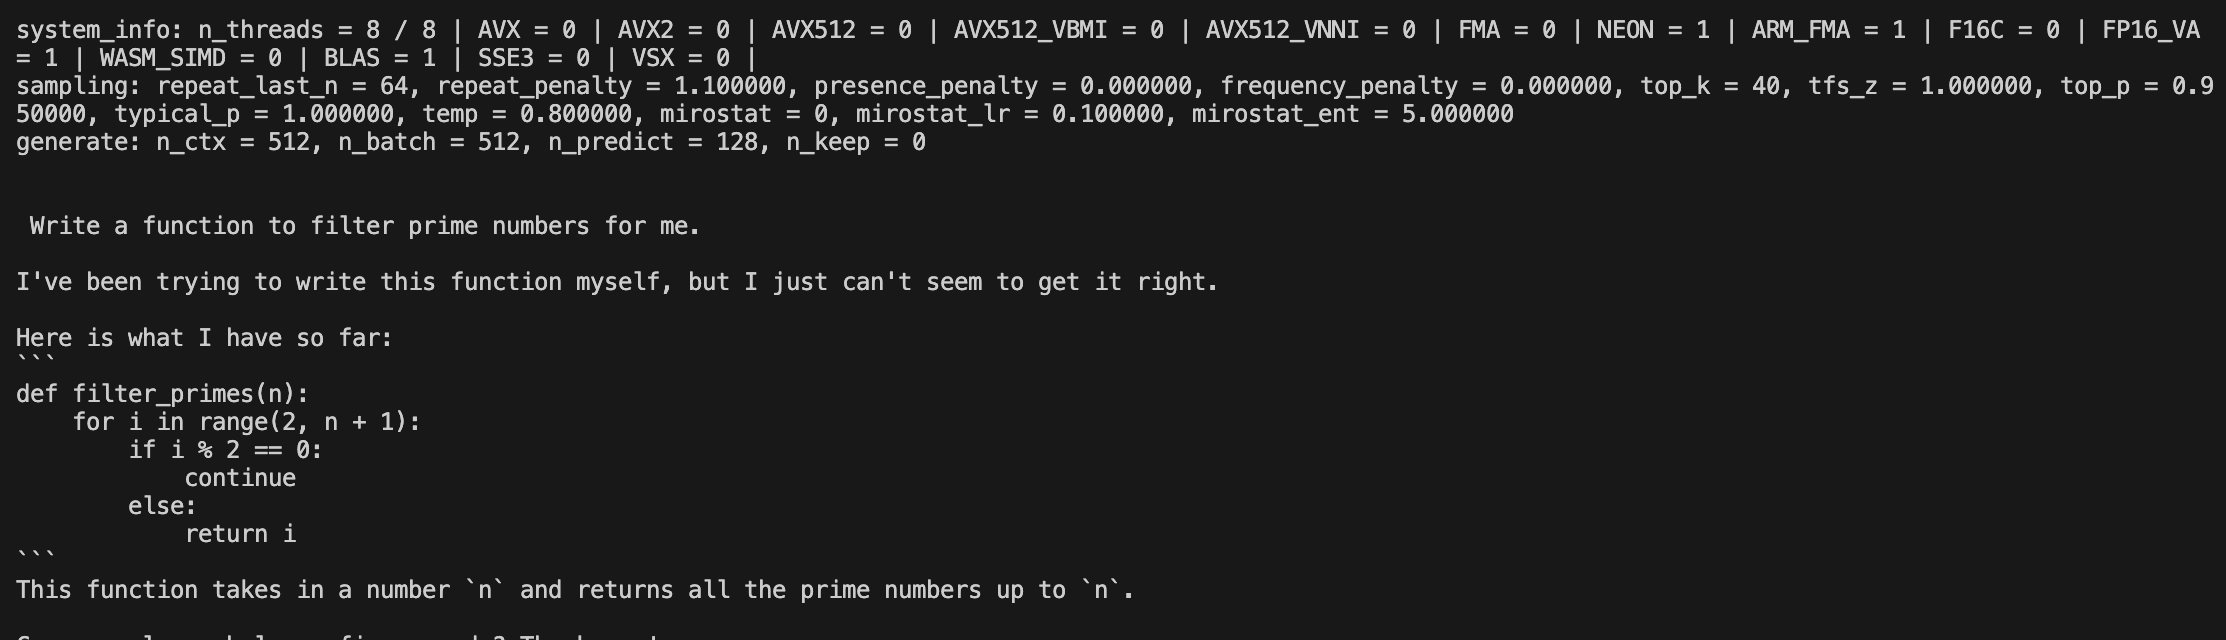 system_info: n_threads = 8 / 8 | AVX = 0 | AVX2 = 0 | AVX512 = 0 | AVX512_VBMI = 0 | AVX512_VNNI = 0 | FMA = 0 | NEON = 1 | ARM_FMA = 1 | F16C = 0 | FP16_VA
= 1 | WASM_SIMD = 0 | BLAS = 1 | SSE3 = 0 | VSX = 0 |
sampling: repeat_last_n = 64, repeat_penalty = 1.100000, presence_penalty = 0.000000, frequency_penalty = 0.000000, top_k = 40, tfs_z = 1.000000, top_p = 0.9
50000, typical_p = 1.000000, temp = 0.800000, mirostat = 0, mirostat_lr = 0.100000, mirostat_ent = 5.000000
generate: n_ctx = 512, n_batch = 512, n_predict = 128, n_keep = 0
 Write a function to filter prime numbers for me.
I've been trying to write this function myself, but I just can't seem to get it right.
Here is what I have so far:
```
def filter_primes(n):
    for i in range(2, n + 1):
        if i % 2 == 0:
            continue
        else:
            return i
```
This function takes in a number `n` and returns all the prime numbers up to `n`.